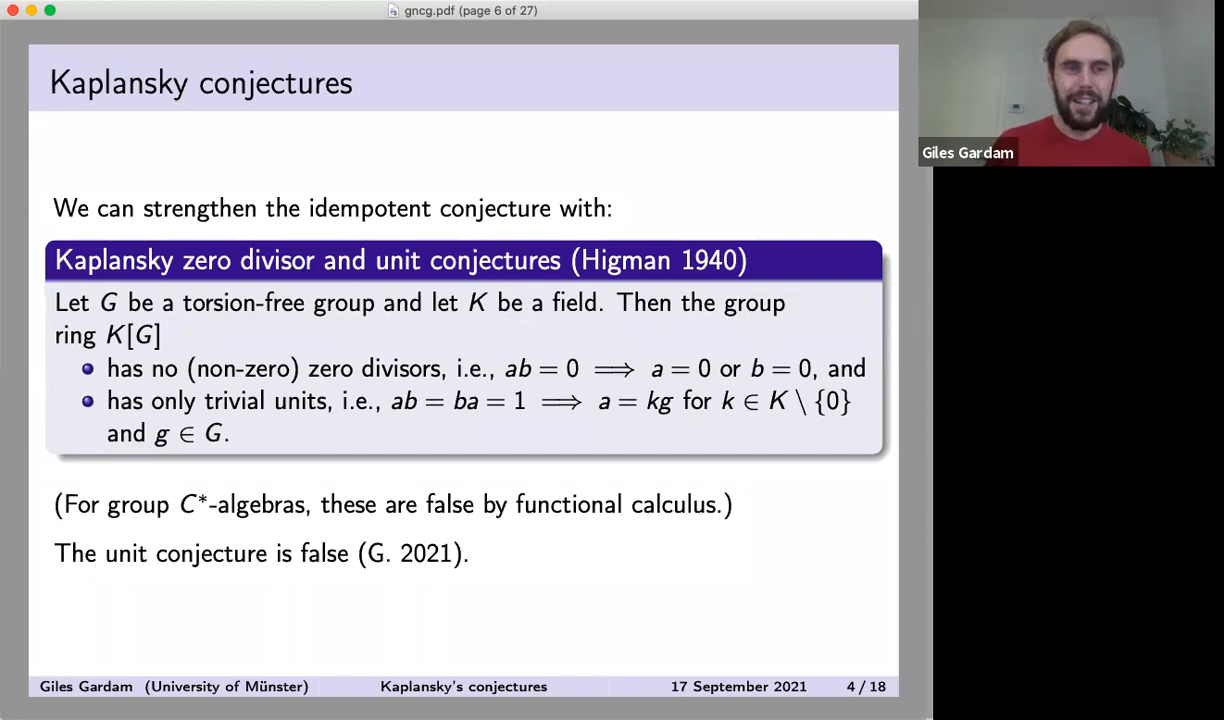 gncg.pdf (page 6 of 27)
Kaplansky conjectures
Giles Gardam
We can strengthen the idempotent conjecture with:
Kaplansky zero divisor and unit conjectures (Higman 1940)
Let G be a torsion-free group and let K be a field. Then the group
ring K[G]
has no (non-zero) zero divisors, i.e., ab = 0 ⟹ a = 0 or b = 0, and
has only trivial units, i.e., ab = ba = 1 ⟹ a = kg for k ∈ K \ {0}
and g ∈ G.
(For group C*-algebras, these are false by functional calculus.)
The unit conjecture is false (G. 2021).
Giles Gardam (University of Münster) Kaplansky's conjectures 17 September 2021 4 / 18